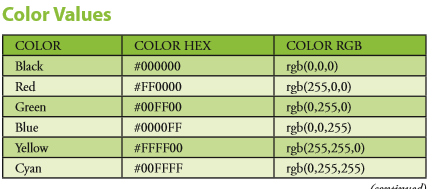 Color Values
COLOR COLOR HEX COLOR RGB
Black #000000 rgb(0,0,0)
Red #FF0000 rgb(255,0,0)
Green #00FF00 rgb(0,255,0)
Blue #0000FF rgb(0,0,255)
Yellow #FFFF00 rgb(255,255,0)
Cyan #00FFFF rgb(0,255,255)
(continued)